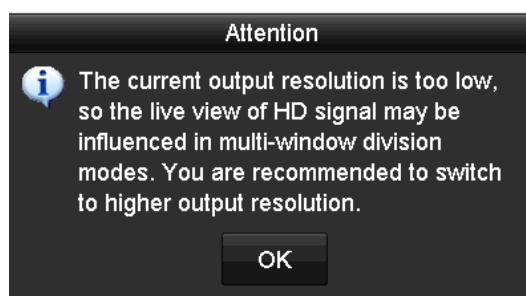 Attention
The current output resolution is too low,
so the live view of HD signal may be
influenced in multi-window division
modes. You are recommended to switch
to higher output resolution.
OK